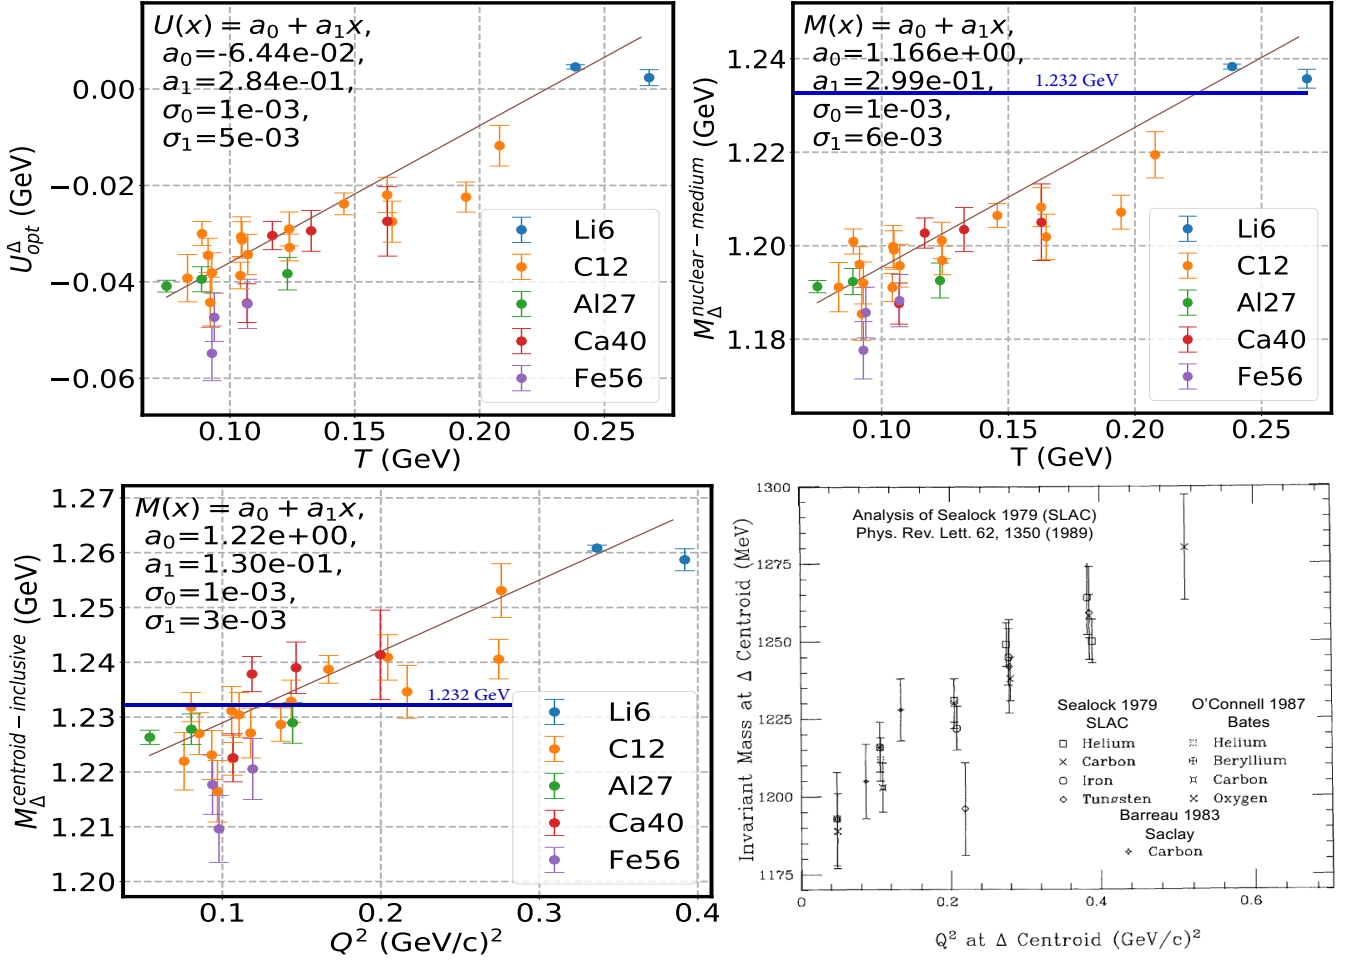 U(x) = a₀ + a₁x,
a₀=-6.44e-02,
a₁=2.84e-01,
σ₀=1e-03,
σ₁=5e-03
0.00
−0.02
−0.04
−0.06
U^Δ_opt (GeV)
Li6
C12
Al27
Ca40
Fe56
0.10 0.15 0.20 0.25
T (GeV)
M(x) = a₀ + a₁x,
a₀=1.166e+00,
a₁=2.99e-01,
σ₀=1e-03,
σ₁=6e-03
1.232 GeV
1.24
1.22
1.20
1.18
M_Δ^nuclear−medium (GeV)
Li6
C12
Al27
Ca40
Fe56
0.10 0.15 0.20 0.25
T (GeV)
M(x) = a₀ + a₁x,
a₀=1.22e+00,
a₁=1.30e-01,
σ₀=1e-03,
σ₁=3e-03
1.232 GeV
1.27
1.26
1.25
1.24
1.23
1.22
1.21
1.20
M_Δ^centroid−inclusive (GeV)
Li6
C12
Al27
Ca40
Fe56
0.1 0.2 0.3 0.4
Q² (GeV/c)²
Analysis of Sealock 1979 (SLAC)
Phys. Rev. Lett. 62, 1350 (1989)
1300
1275
1250
1225
1200
1175
Invariant Mass at Δ Centroid (MeV)
Sealock 1979
SLAC
Helium
Carbon
Iron
Tungsten
O'Connell 1987
Bates
Helium
Beryllium
Carbon
Oxygen
Barreau 1983
Saclay
Carbon
0 0.2 0.4 0.6
Q² at Δ Centroid (GeV/c)²